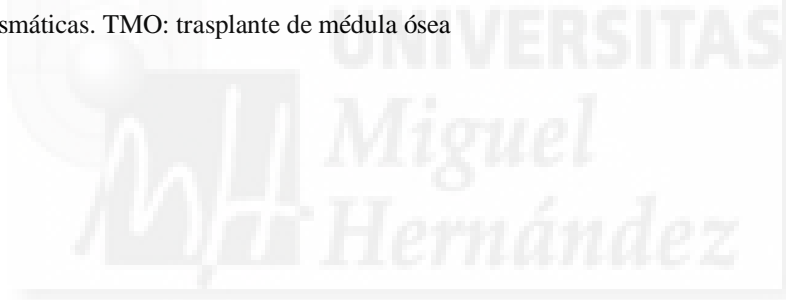 smáticas. TMO: trasplante de médula ósea
UNIVERSITAS
Miguel
Hernández